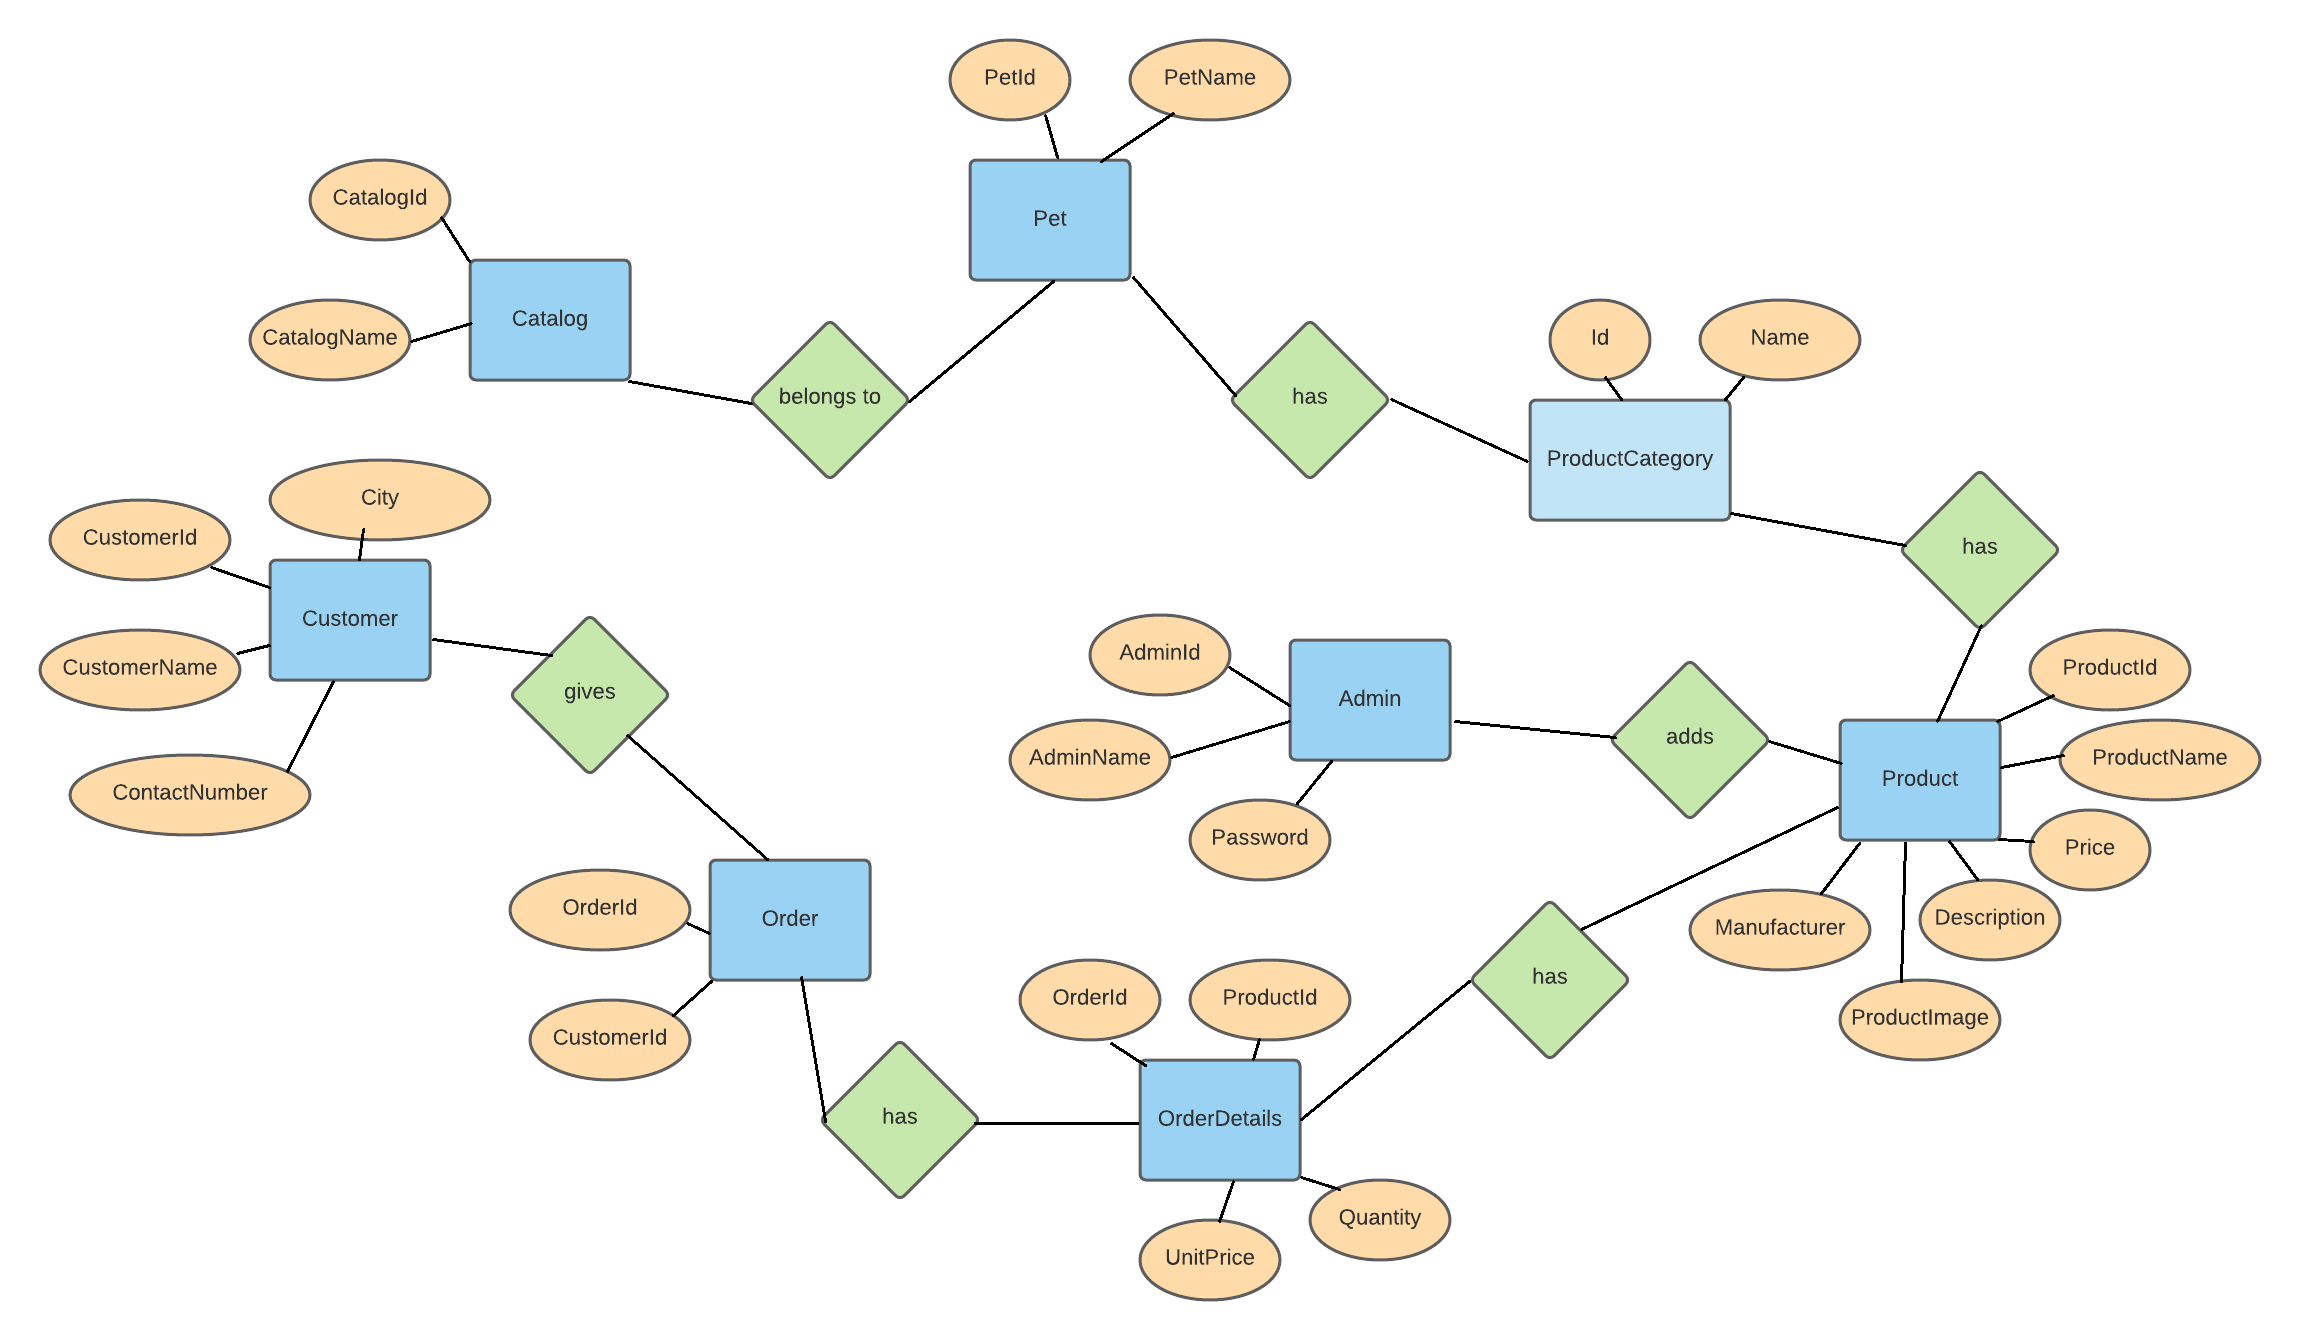 PetId
PetName
CatalogId
Pet
Catalog
CatalogName
Id
Name
belongs to
has
ProductCategory
City
CustomerId
has
Customer
CustomerName
AdminId
ProductId
gives
Admin
adds
AdminName
ProductName
Product
ContactNumber
Password
Price
OrderId
Order
Manufacturer
Description
has
OrderId
ProductId
ProductImage
CustomerId
has
OrderDetails
Quantity
UnitPrice